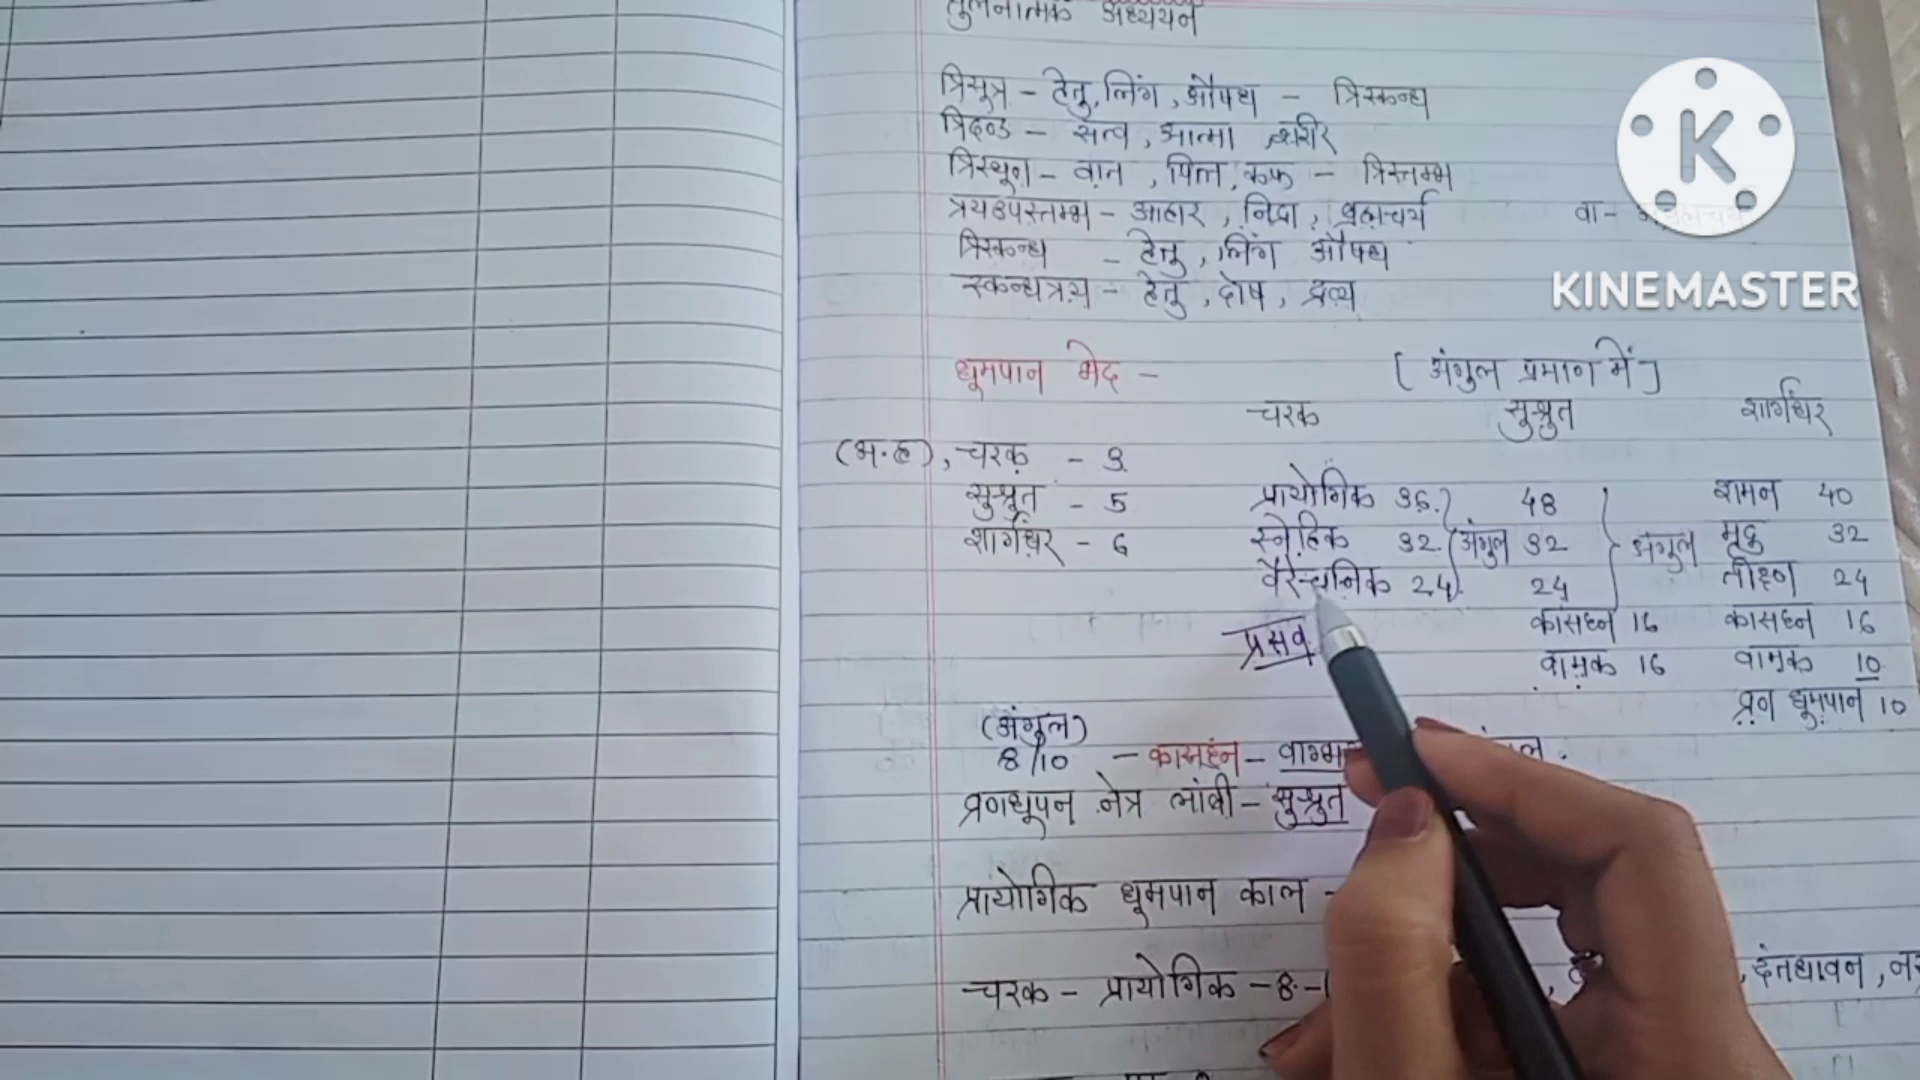 तुलनात्मक अध्ययन
त्रिसूत्र - हेतु, लिंग, औषध - त्रिस्कन्ध
त्रिदण्ड - सत्व, आत्मा, शरीर
त्रिस्थूण - वात, पित्त, कफ - त्रिस्तम्भ
त्रयउपस्तम्भ - आहार, निद्रा, ब्रह्मचर्य वा -
त्रिस्कन्ध - हेतु, लिंग औषध
स्कन्धत्रय - हेतु, दोष, द्रव्य
KINEMASTER
धूमपान भेद - [अंगुल प्रमाण में]
चरक सुश्रुत शार्गधर
(अ.ह्र), चरक - 3
सुश्रुत - 5 प्रायोगिक 36 48 शमन 40
शार्गधर - 6 स्नेहिक 32 अंगुल 32 अंगुल मृदु 32
वैरेचनिक 24 24 तीक्ष्ण 24
कासघ्न 16 कासघ्न 16
प्रसव
वामक 16 वामक 10
व्रण धूमपान 10
(अंगुल)
8/10 - कासघ्न -
व्रणधूपन नेत्र लांबी - सुश्रुत
प्रायोगिक धूमपान काल -
चरक - प्रायोगिक - 8 - , दंतधावन,